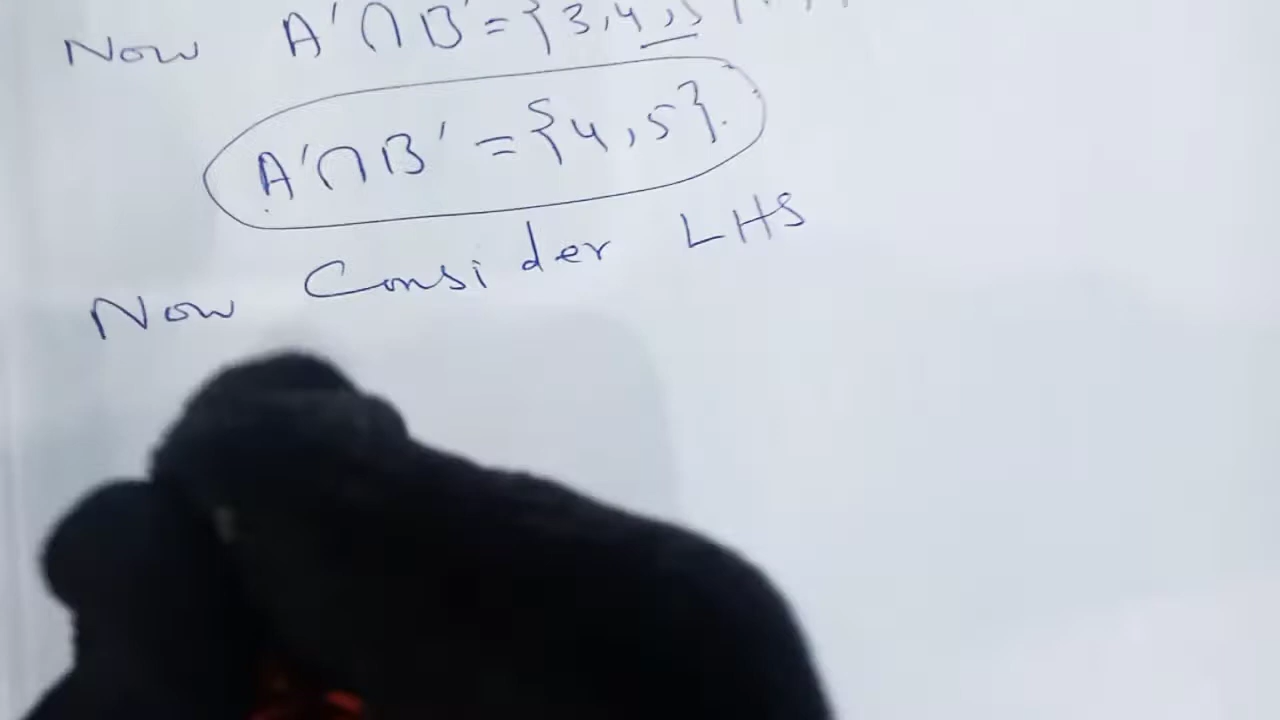 Now A'∩B' = {3,4,5
A'∩B' = {4,5}.
Now Consider LHS